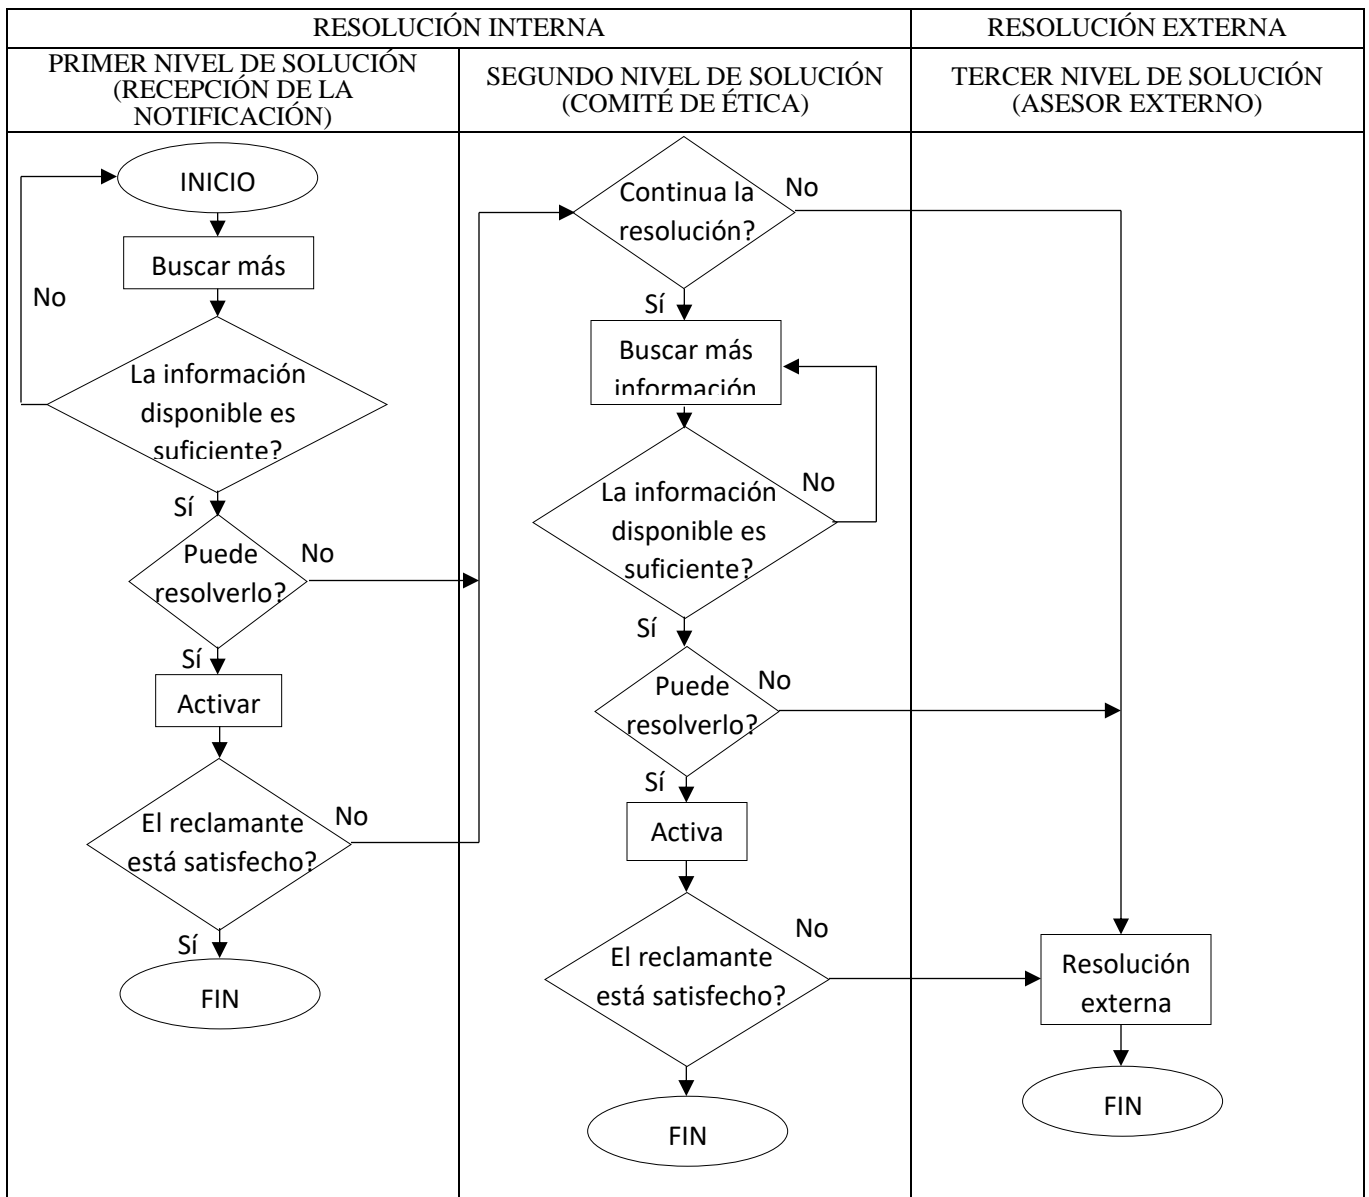 RESOLUCIÓN INTERNA
RESOLUCIÓN EXTERNA
PRIMER NIVEL DE SOLUCIÓN
(RECEPCIÓN DE LA
NOTIFICACIÓN)
SEGUNDO NIVEL DE SOLUCIÓN
(COMITÉ DE ÉTICA)
TERCER NIVEL DE SOLUCIÓN
(ASESOR EXTERNO)
INICIO
Buscar más
No
La información
disponible es
suficiente?
Sí
Puede
resolverlo?
No
Sí
Activar
El reclamante
está satisfecho?
No
Sí
FIN
Continua la
resolución?
No
Sí
Buscar más
información
La información
disponible es
suficiente?
No
Sí
Puede
resolverlo?
No
Sí
Activa
El reclamante
está satisfecho?
No
FIN
Resolución
externa
FIN